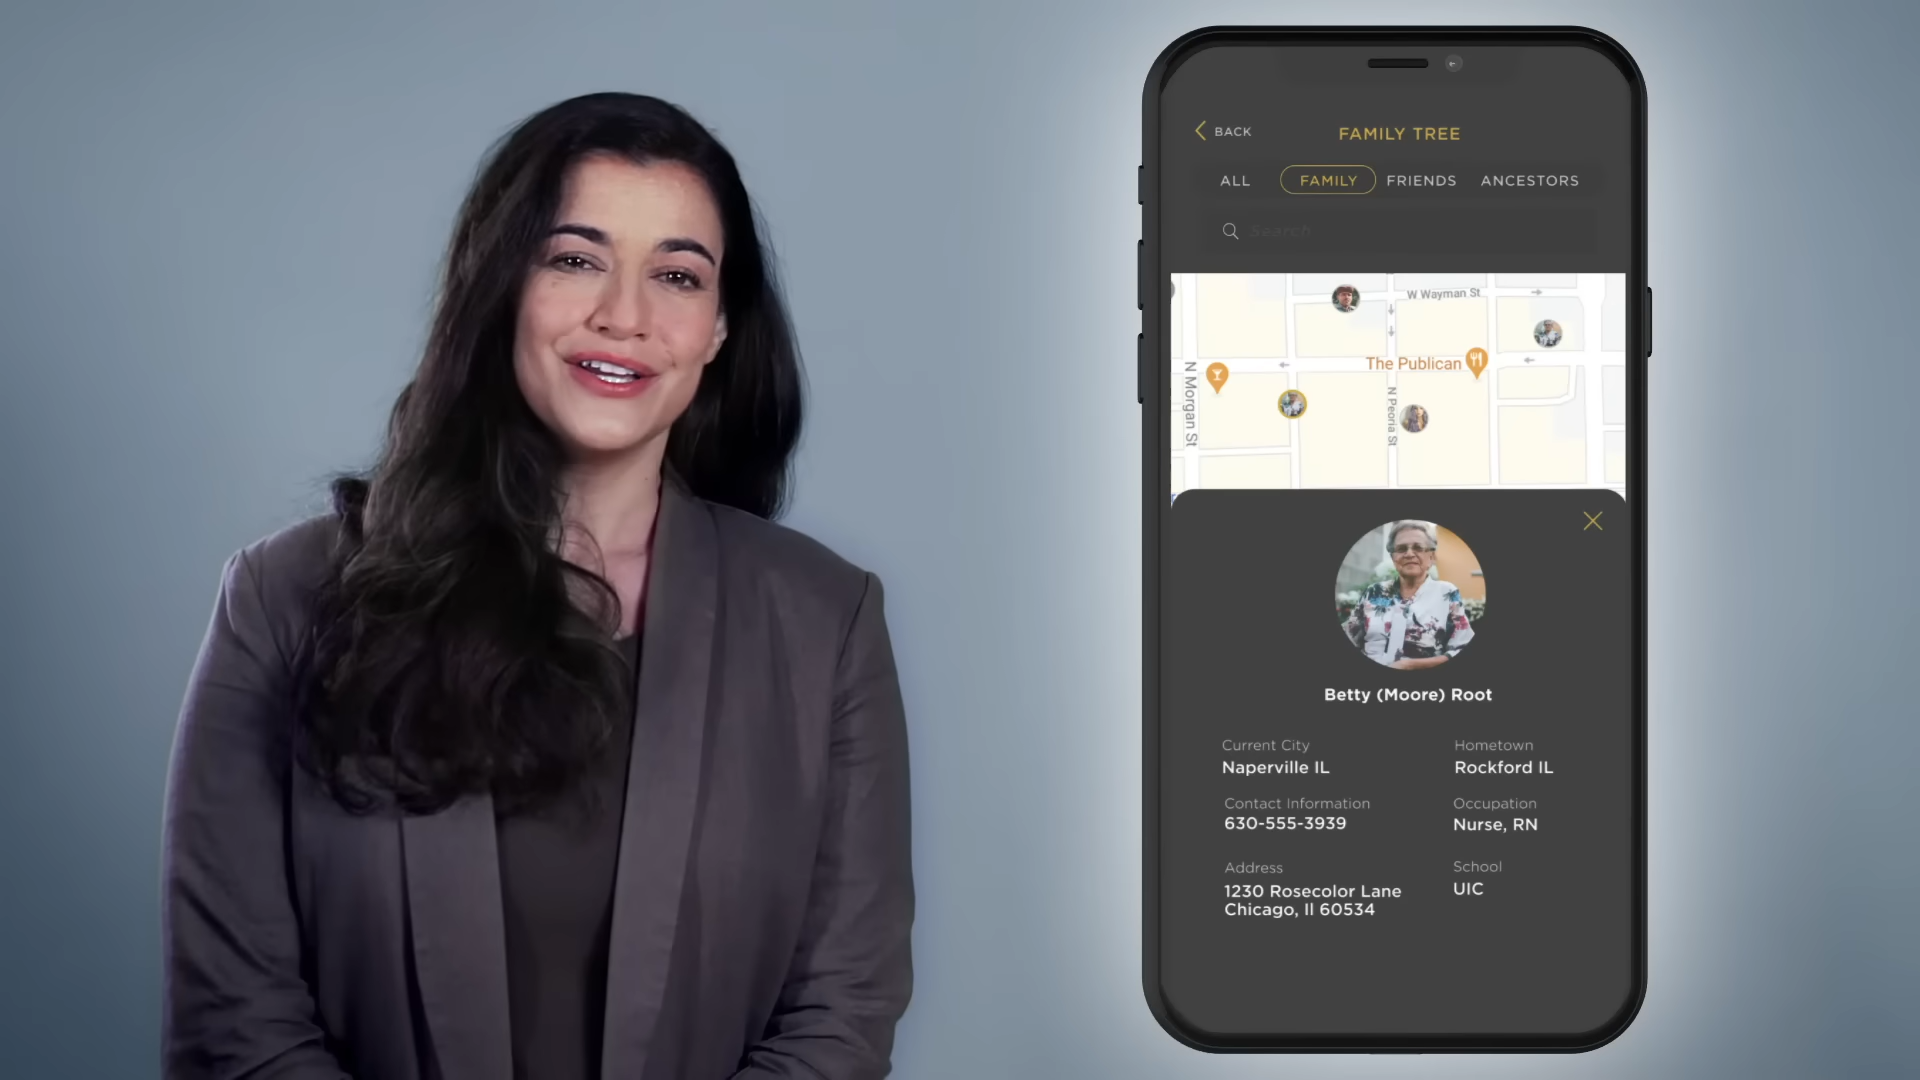 BACK
FAMILY TREE
ALL
FAMILY
FRIENDS
ANCESTORS
Search
W Wayman St
The Publican
N Morgan St
N Peoria St
Betty (Moore) Root
Current City
Naperville IL
Hometown
Rockford IL
Contact Information
630-555-3939
Occupation
Nurse, RN
Address
1230 Rosecolor Lane
Chicago, Il 60534
School
UIC